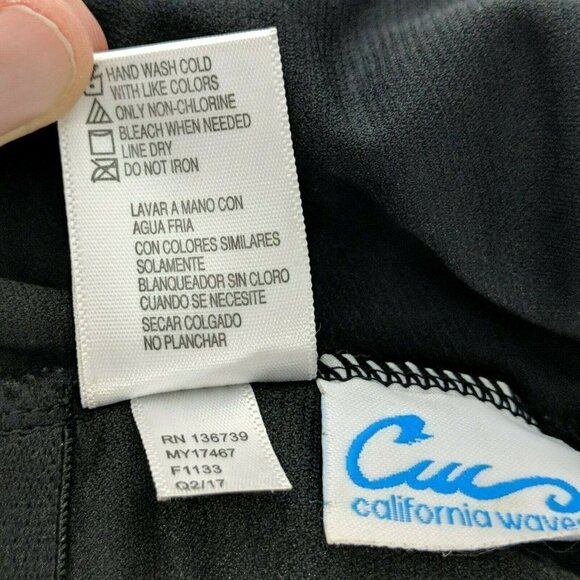 HAND WASH COLD
WITH LIKE COLORS
ONLY NON-CHLORINE
BLEACH WHEN NEEDED
LINE DRY
DO NOT IRON
LAVAR A MANO CON
AGUA FRIA
CON COLORES SIMILARES
SOLAMENTE
BLANQUEADOR SIN CLORO
CUANDO SE NECESITE
SECAR COLGADO
NO PLANCHAR
RN 136739
MY17467
F1133
Q2/17
Cw
california waves